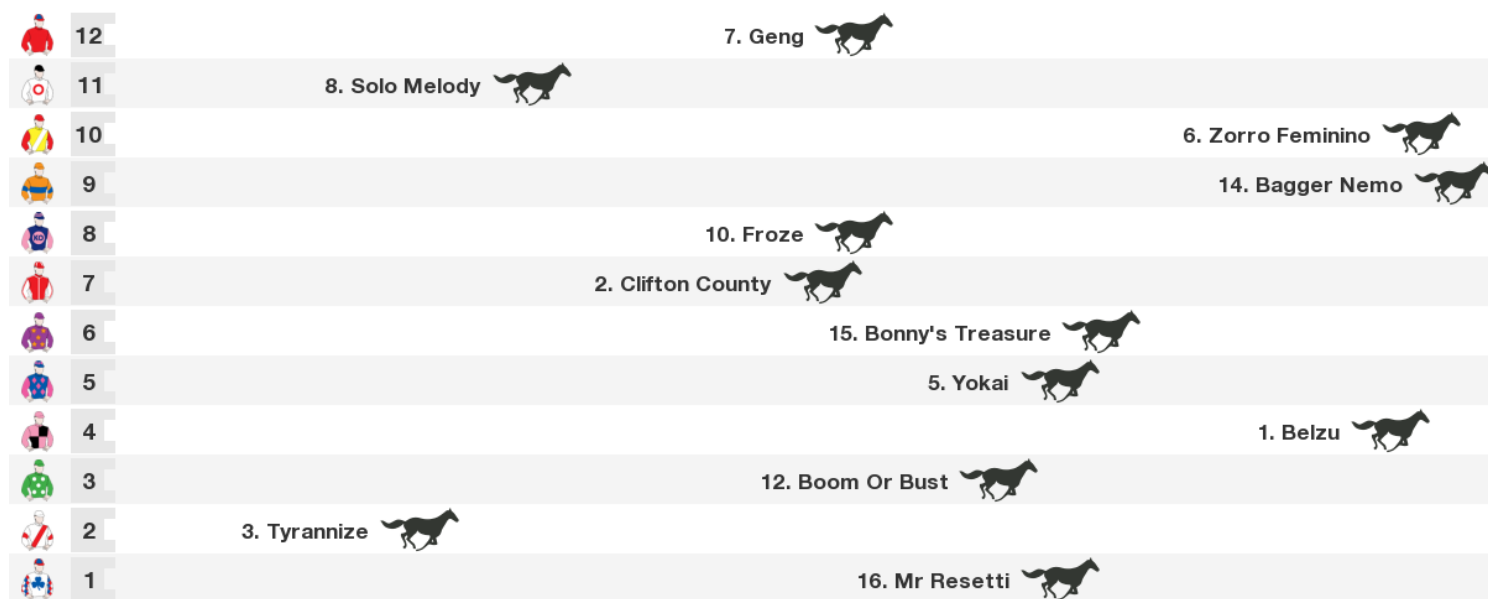 12 7. Geng
11 8. Solo Melody
10 6. Zorro Feminino
9 14. Bagger Nemo
KO 8 10. Froze
7 2. Clifton County
6 15. Bonny's Treasure
5 5. Yokai
4 1. Belzu
3 12. Boom Or Bust
2 3. Tyrannize
1 16. Mr Resetti